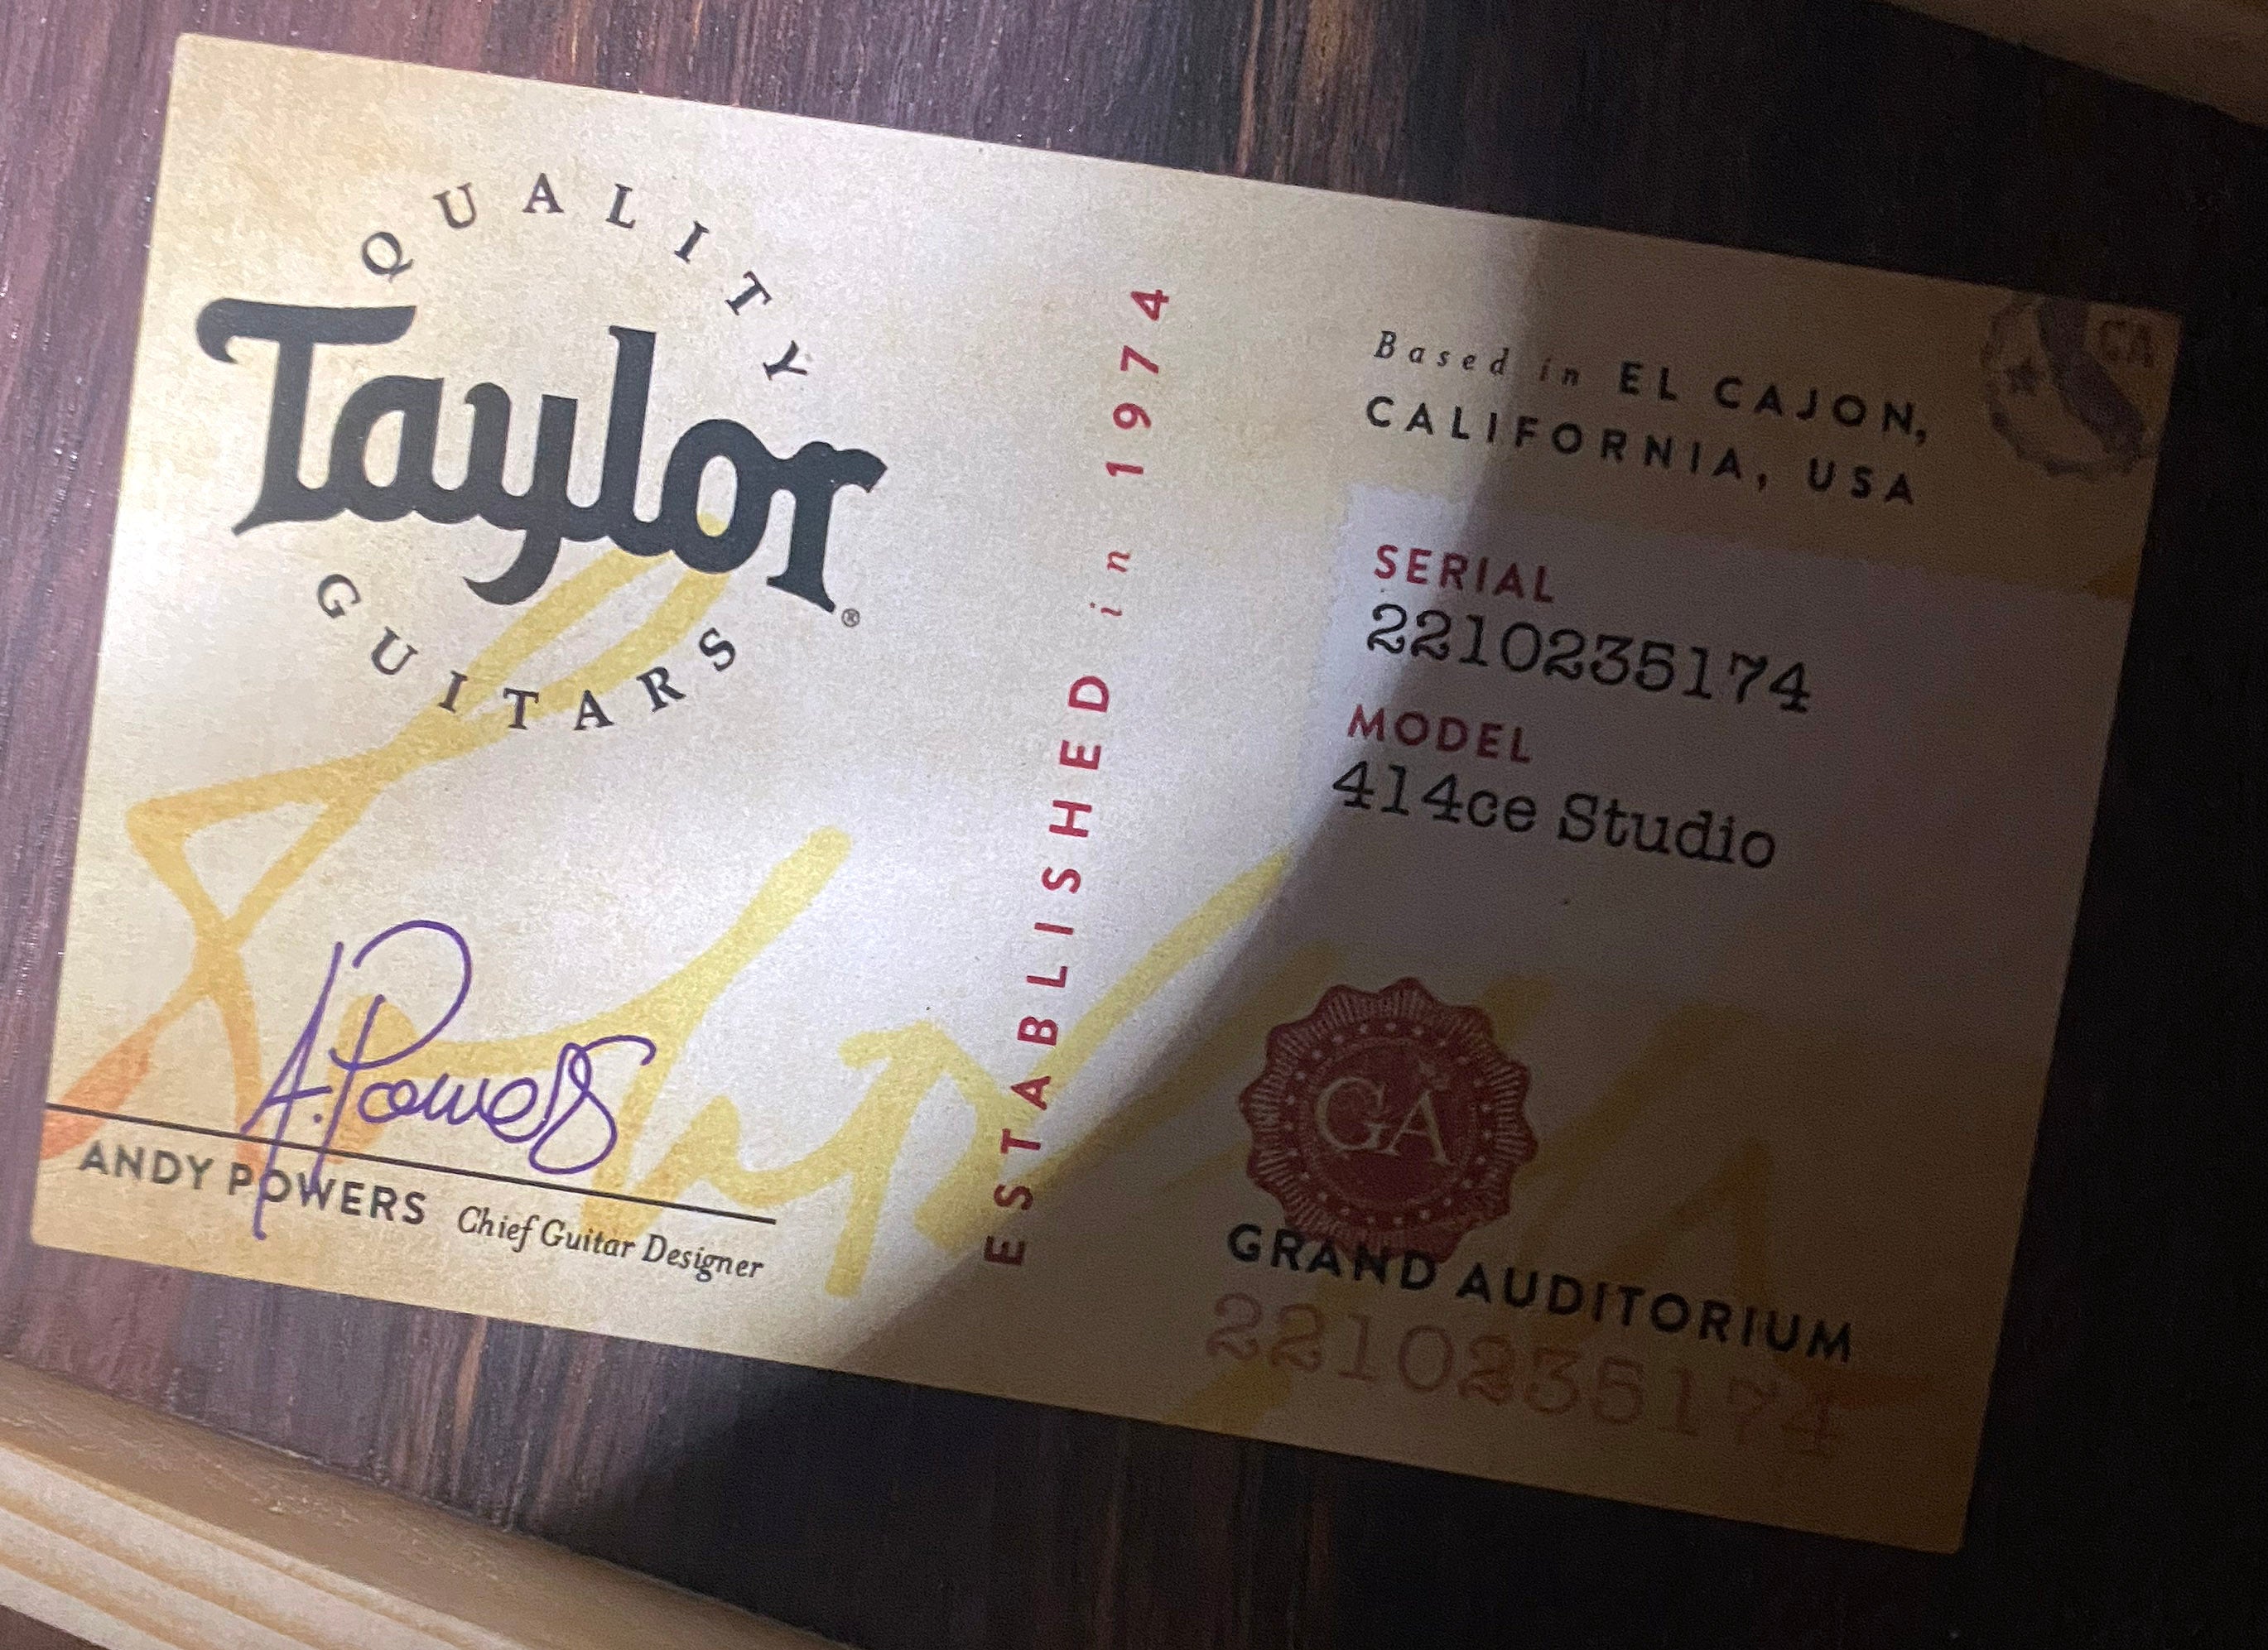 QUALITY
Taylor®
GUITARS
A. Powers
ANDY POWERS Chief Guitar Designer
ESTABLISHED in 1974
Based in EL CAJON,
CALIFORNIA, USA
CA
SERIAL
2210235174
MODEL
414ce Studio
GA
GRAND AUDITORIUM
2210235174